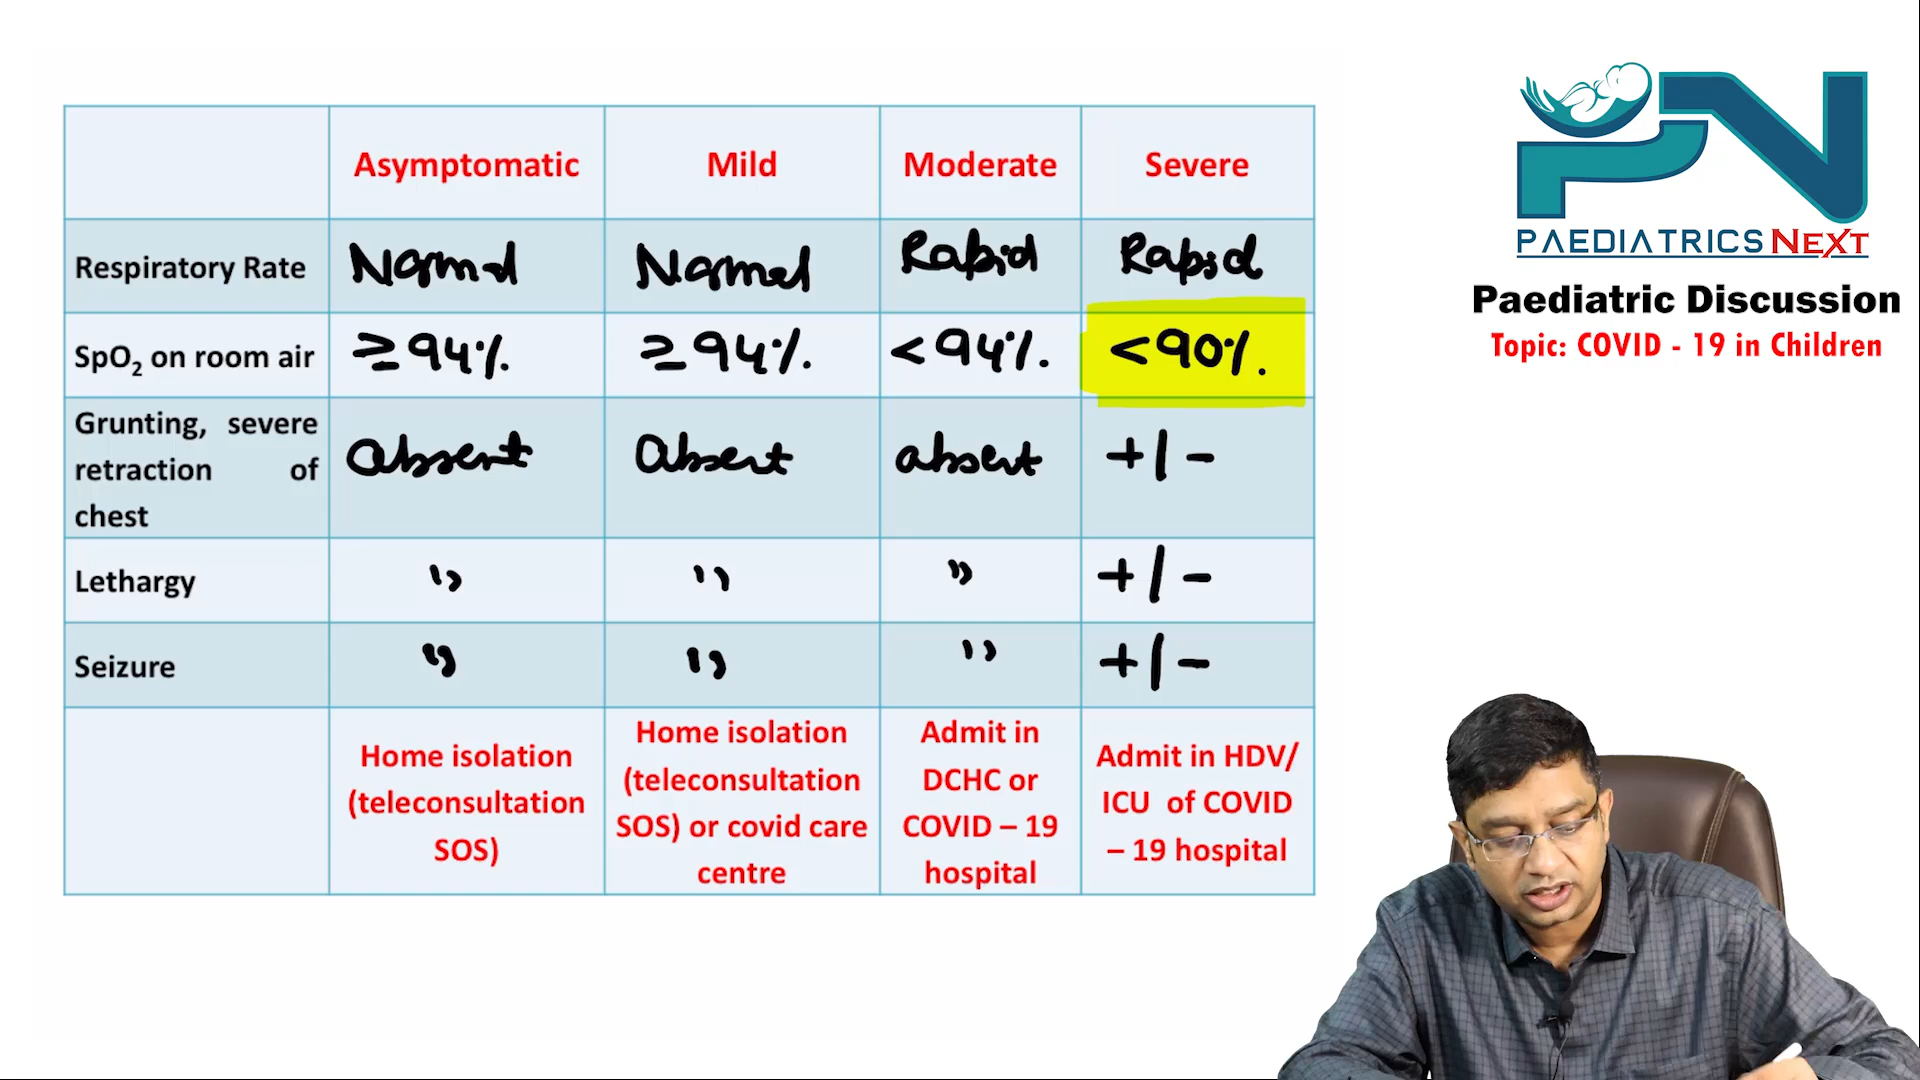 Asymptomatic Mild Moderate Severe
Respiratory Rate Normal Normal Rapid Rapid
SpO₂ on room air ≥94% ≥94% <94% <90%
Grunting, severe
retraction of
chest
absent Absent absent +/-
Lethargy '' '' '' +/-
Seizure '' '' '' +/-
Home isolation
(teleconsultation
SOS)
Home isolation
(teleconsultation
SOS) or covid care
centre
Admit in
DCHC or
COVID – 19
hospital
Admit in HDV/
ICU of COVID
– 19 hospital
PN
PAEDIATRICS NEXT
Paediatric Discussion
Topic: COVID - 19 in Children